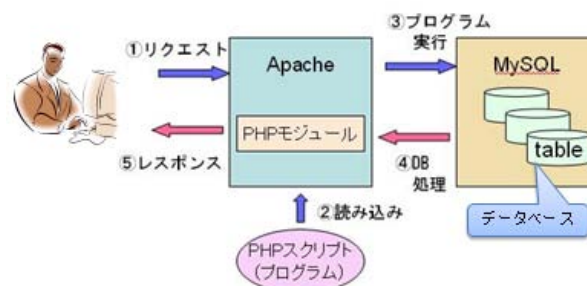 ①リクエスト
Apache
PHPモジュール
③プログラム
実行
MySQL
table
データベース
④DB
処理
⑤レスポンス
②読み込み
PHPスクリプト
(プログラム)